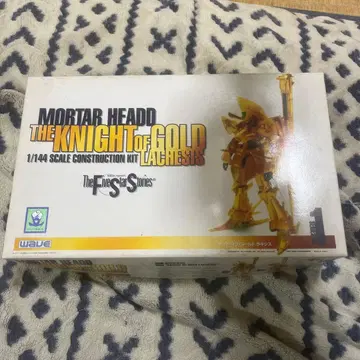 MORTAR HEADD
THE KNIGHT OF GOLD
LACHESIS
1/144 SCALE CONSTRUCTION KIT
The Five Star Stories
WAVE
1